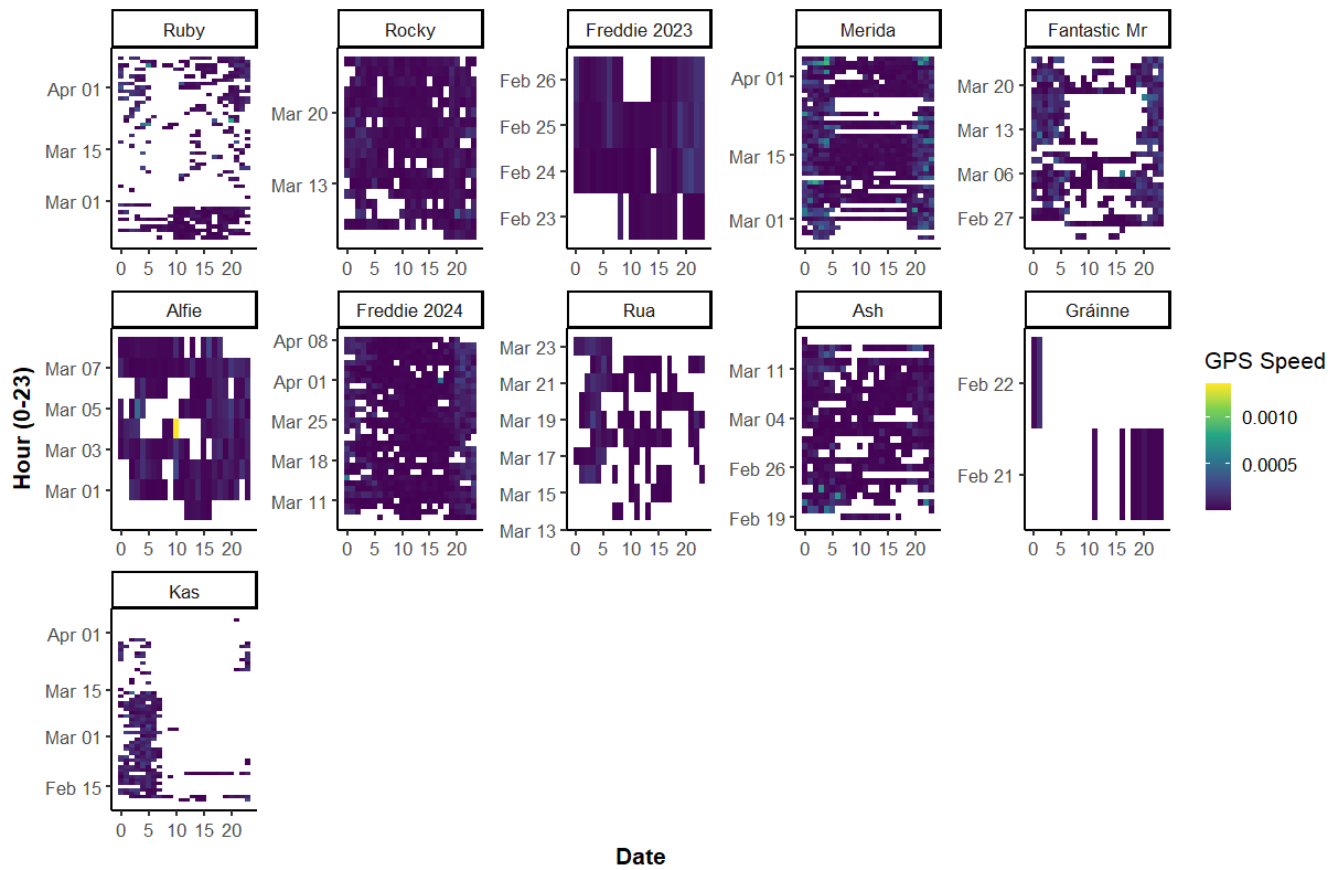 Ruby Rocky Freddie 2023 Merida Fantastic Mr
Apr 01
Mar 15
Mar 01
Mar 20
Mar 13
Feb 26
Feb 25
Feb 24
Feb 23
Apr 01
Mar 15
Mar 01
Mar 20
Mar 13
Mar 06
Feb 27
0 5 10 15 20 0 5 10 15 20 0 5 10 15 20 0 5 10 15 20 0 5 10 15 20
Alfie Freddie 2024 Rua Ash Gráinne
Mar 07
Mar 05
Mar 03
Mar 01
Apr 08
Apr 01
Mar 25
Mar 18
Mar 11
Mar 23
Mar 21
Mar 19
Mar 17
Mar 15
Mar 13
Mar 11
Mar 04
Feb 26
Feb 19
Feb 22
Feb 21
0 5 10 15 20 0 5 10 15 20 0 5 10 15 20 0 5 10 15 20 0 5 10 15 20
Kas
Apr 01
Mar 15
Mar 01
Feb 15
0 5 10 15 20
Hour (0-23)
Date
GPS Speed
0.0010
0.0005